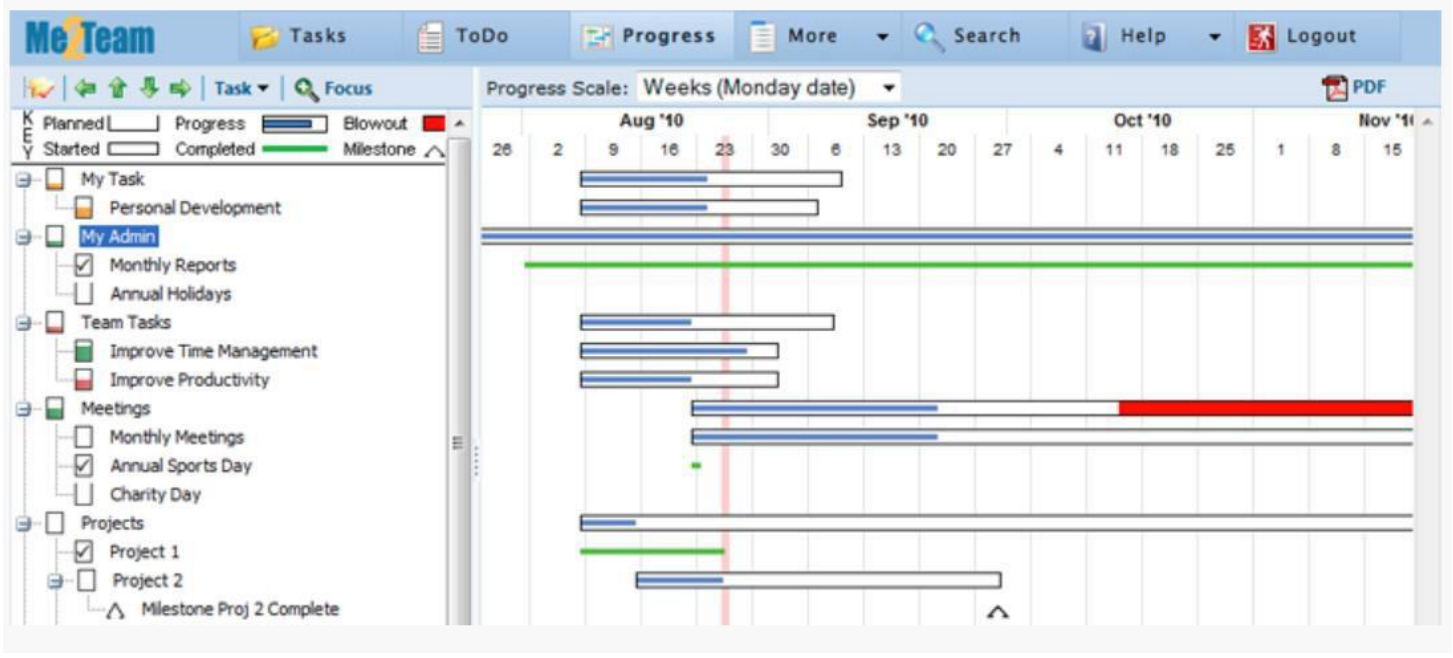 Me2Team Tasks ToDo Progress More Search Help Logout
Task Focus Progress Scale: Weeks (Monday date) PDF
KEY Planned Progress Blowout
Started Completed Milestone
Aug '10 Sep '10 Oct '10 Nov '1
26 2 9 16 23 30 6 13 20 27 4 11 18 25 1 8 15
My Task
Personal Development
My Admin
Monthly Reports
Annual Holidays
Team Tasks
Improve Time Management
Improve Productivity
Meetings
Monthly Meetings
Annual Sports Day
Charity Day
Projects
Project 1
Project 2
Milestone Proj 2 Complete